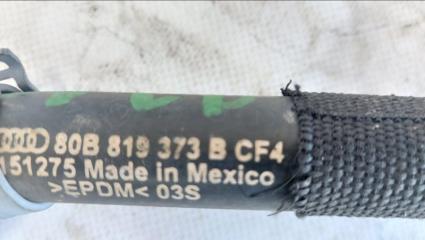 80B 819 373 B CF4
151275 Made in Mexico
>EPDM< 03S